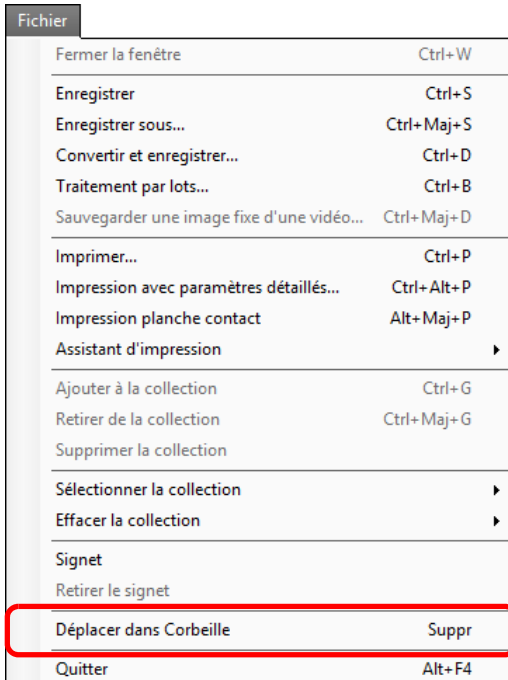 Fichier
Fermer la fenêtre Ctrl+W
Enregistrer Ctrl+S
Enregistrer sous... Ctrl+Maj+S
Convertir et enregistrer... Ctrl+D
Traitement par lots... Ctrl+B
Sauvegarder une image fixe d'une vidéo... Ctrl+Maj+D
Imprimer... Ctrl+P
Impression avec paramètres détaillés... Ctrl+Alt+P
Impression planche contact Alt+Maj+P
Assistant d'impression
Ajouter à la collection Ctrl+G
Retirer de la collection Ctrl+Maj+G
Supprimer la collection
Sélectionner la collection
Effacer la collection
Signet
Retirer le signet
Déplacer dans Corbeille Suppr
Quitter Alt+F4